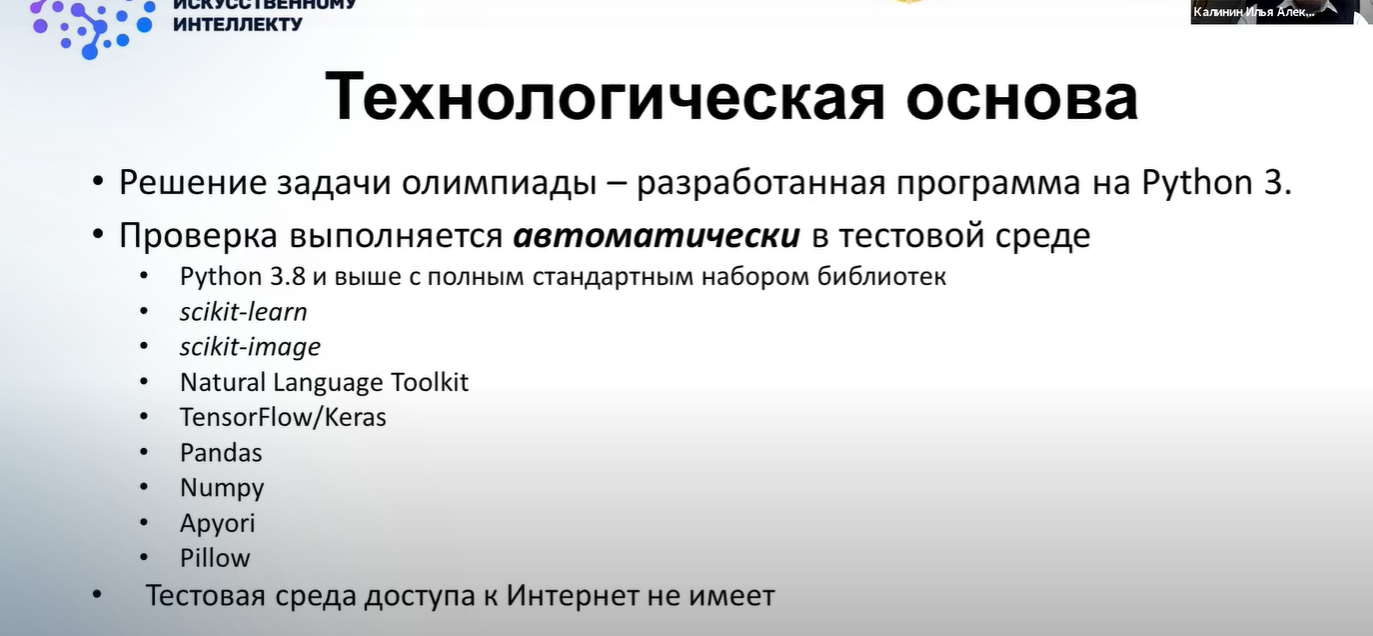 ИСКУССТВЕННОМУ
ИНТЕЛЛЕКТУ
Калинин Илья Алек...
Технологическая основа
• Решение задачи олимпиады – разработанная программа на Python 3.
• Проверка выполняется автоматически в тестовой среде
• Python 3.8 и выше с полным стандартным набором библиотек
• scikit-learn
• scikit-image
• Natural Language Toolkit
• TensorFlow/Keras
• Pandas
• Numpy
• Apyori
• Pillow
• Тестовая среда доступа к Интернет не имеет